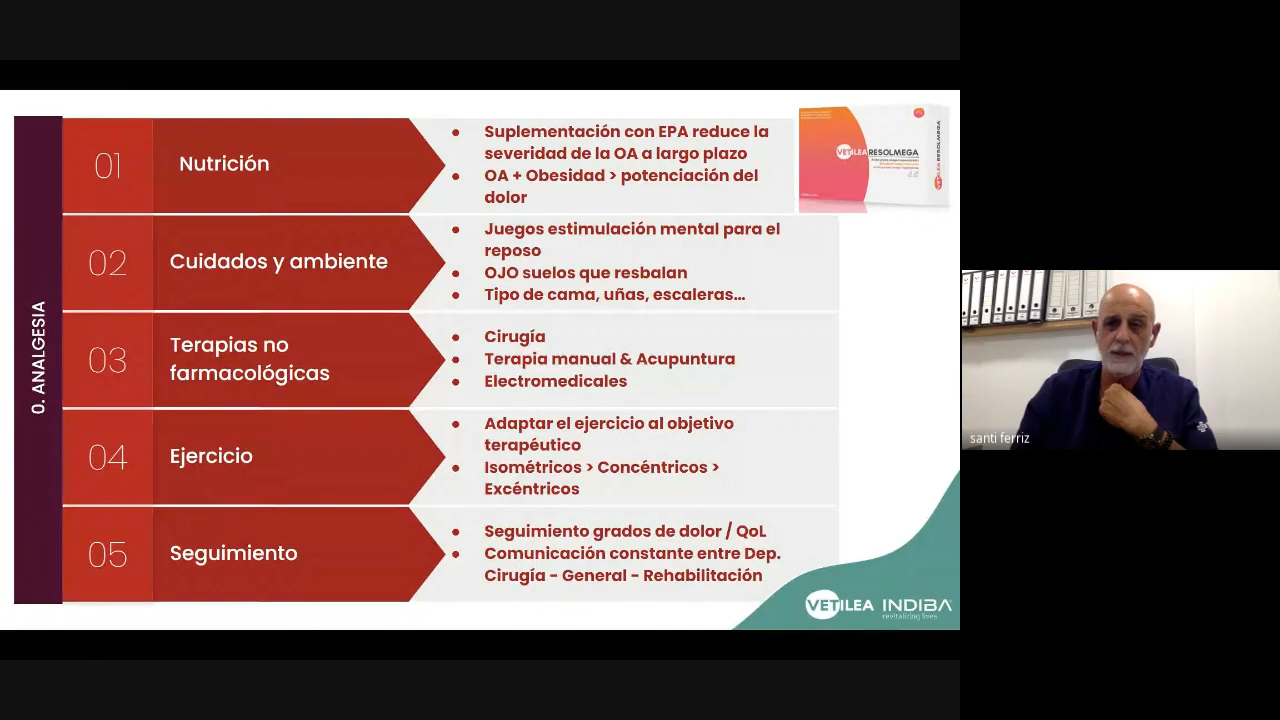 0. ANALGESIA
01
Nutrición
Suplementación con EPA reduce la
severidad de la OA a largo plazo
OA + Obesidad > potenciación del
dolor
VETILEA RESOLMEGA
VETILEA RESOLMEGA
02
Cuidados y ambiente
Juegos estimulación mental para el
reposo
OJO suelos que resbalan
Tipo de cama, uñas, escaleras...
03
Terapias no
farmacológicas
Cirugía
Terapia manual & Acupuntura
Electromedicales
04
Ejercicio
Adaptar el ejercicio al objetivo
terapéutico
Isométricos > Concéntricos >
Excéntricos
05
Seguimiento
Seguimiento grados de dolor / QoL
Comunicación constante entre Dep.
Cirugía - General - Rehabilitación
VETILEA INDIBA
revitalizing lives
santi ferriz